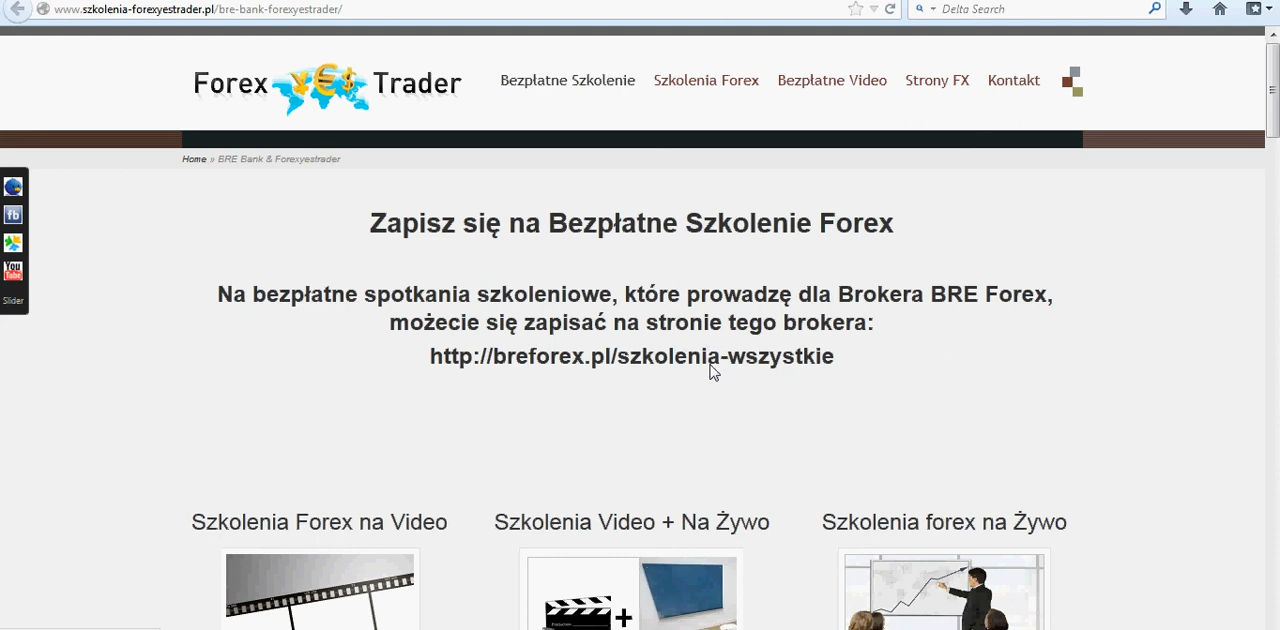 www.szkolenia-forexyestrader.pl/bre-bank-forexyestrader/
Delta Search
Forex Trader
Bezpłatne Szkolenie
Szkolenia Forex
Bezpłatne Video
Strony FX
Kontakt
Home » BRE Bank & Forexyestrader
fb
You Tube
Slider
Zapisz się na Bezpłatne Szkolenie Forex
Na bezpłatne spotkania szkoleniowe, które prowadzę dla Brokera BRE Forex,
możecie się zapisać na stronie tego brokera:
http://breforex.pl/szkolenia-wszystkie
Szkolenia Forex na Video
Szkolenia Video + Na Żywo
Szkolenia forex na Żywo
+